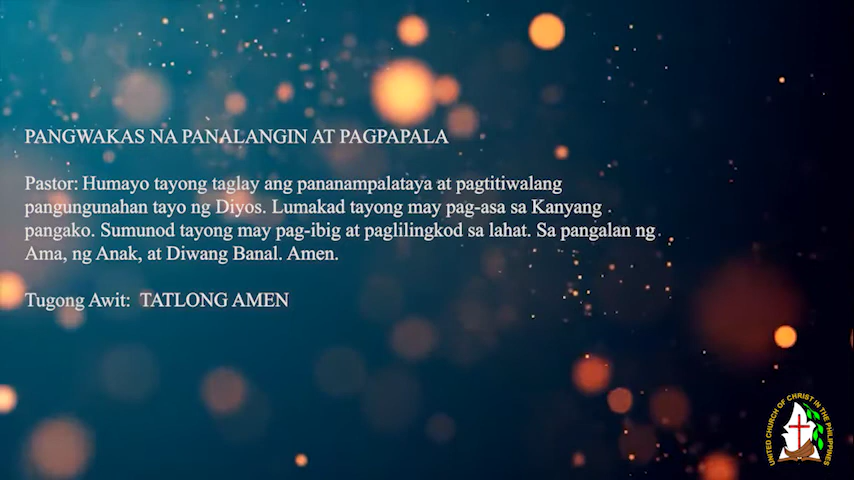 PANGWAKAS NA PANALANGIN AT PAGPAPALA
Pastor: Humayo tayong taglay ang pananampalataya at pagtitiwalang
pangungunahan tayo ng Diyos. Lumakad tayong may pag-asa sa Kanyang
pangako. Sumunod tayong may pag-ibig at paglilingkod sa lahat. Sa pangalan ng
Ama, ng Anak, at Diwang Banal. Amen.
Tugong Awit: TATLONG AMEN
UNITED CHURCH OF CHRIST IN THE PHILIPPINES